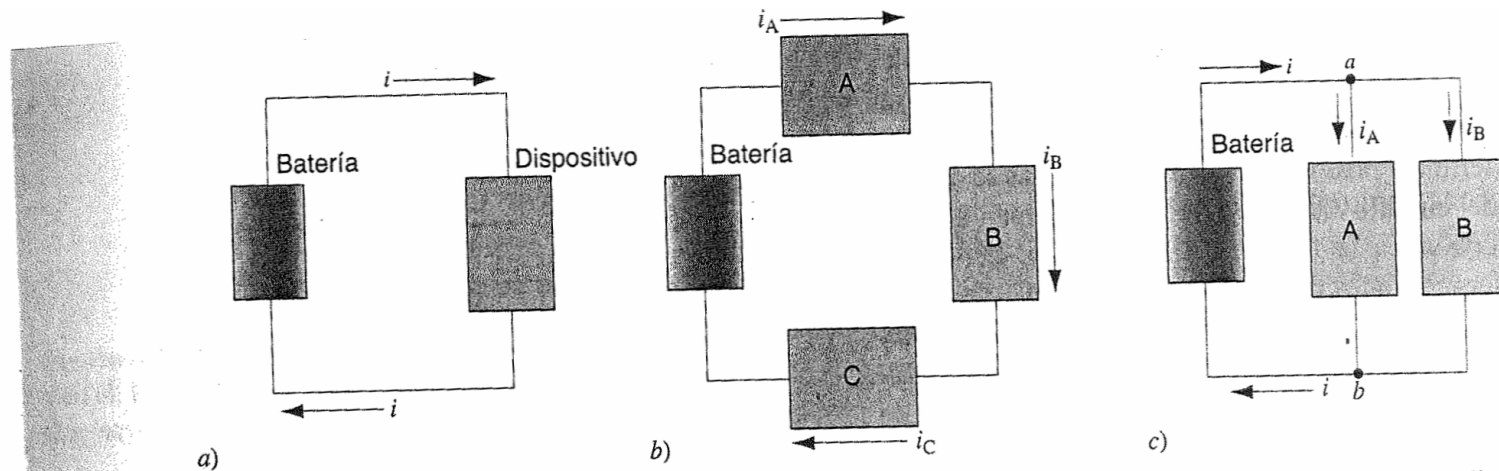 i
Batería
Dispositivo
i
a)
i_A
A
Batería
i_B
B
C
i_C
b)
i
a
i_A
i_B
Batería
A
B
i
b
c)